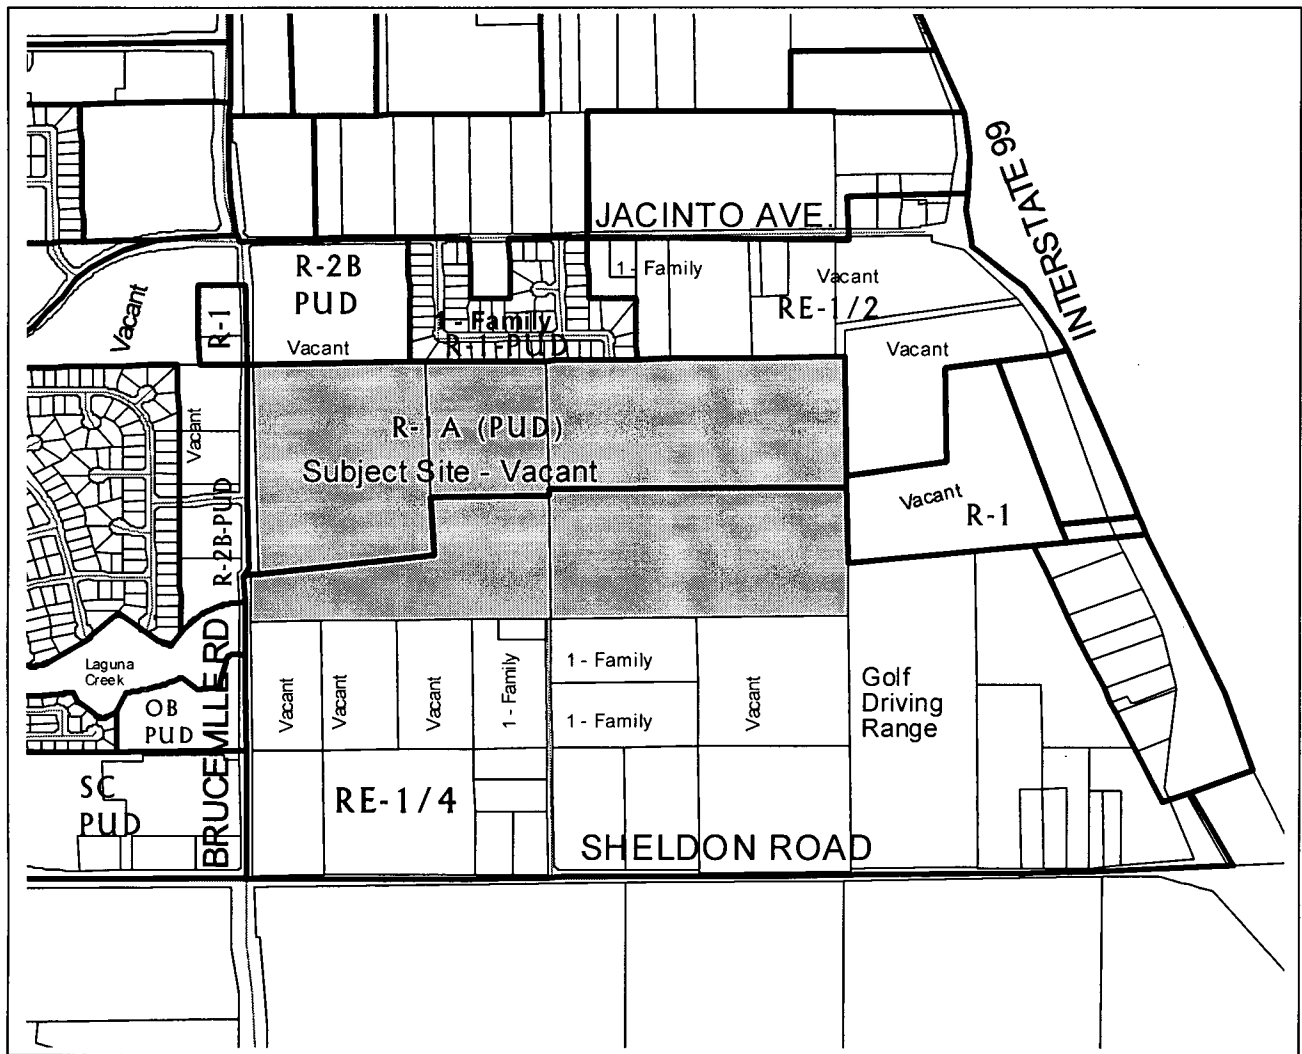 INTERSTATE 99
JACINTO AVE.
R-2B
PUD
Vacant
1 - Family
Vacant
RE-1/2
Vacant
R-1
1 - Family
R-1-PUD
Vacant
Vacant
R-1A (PUD)
Subject Site - Vacant
Vacant
R-1
Vacant
R-2B-PUD
Laguna
Creek
OB
PUD
BRUCEVILLE RD
SC
PUD
Vacant
Vacant
Vacant
1 - Family
1 - Family
1 - Family
Vacant
Golf
Driving
Range
RE-1/4
SHELDON ROAD